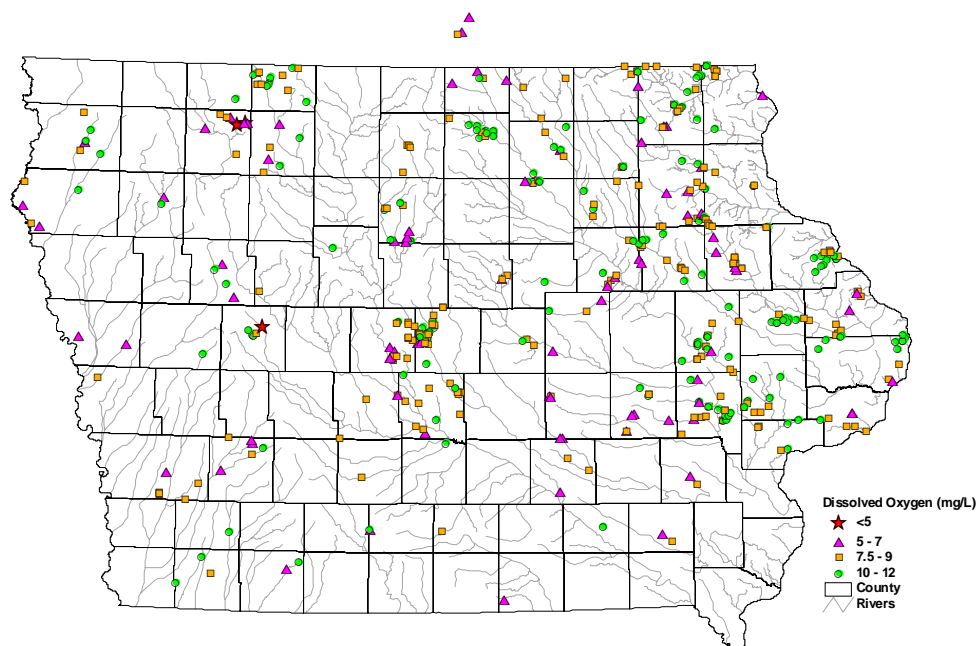 Dissolved Oxygen (mg/L)
<5
5 - 7
7.5 - 9
10 - 12
County
Rivers